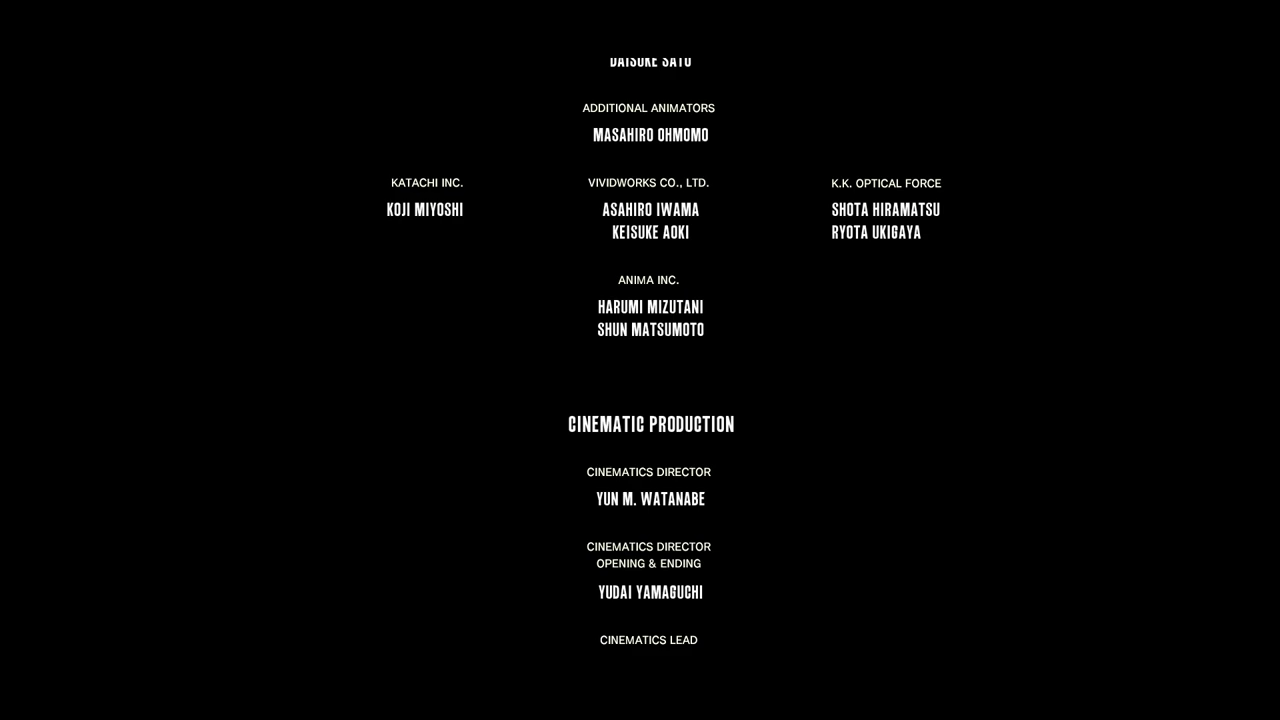 DAISUKE SATO
ADDITIONAL ANIMATORS
MASAHIRO OHMOMO
KATACHI INC.
KOJI MIYOSHI
VIVIDWORKS CO., LTD.
ASAHIRO IWAMA
KEISUKE AOKI
K.K. OPTICAL FORCE
SHOTA HIRAMATSU
RYOTA UKIGAYA
ANIMA INC.
HARUMI MIZUTANI
SHUN MATSUMOTO
CINEMATIC PRODUCTION
CINEMATICS DIRECTOR
YUN M. WATANABE
CINEMATICS DIRECTOR
OPENING & ENDING
YUDAI YAMAGUCHI
CINEMATICS LEAD